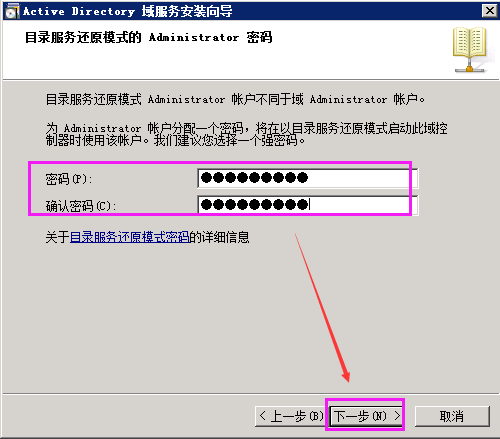 Active Directory 域服务安装向导
目录服务还原模式的 Administrator 密码
目录服务还原模式 Administrator 帐户不同于域 Administrator 帐户。
为 Administrator 帐户分配一个密码，将在以目录服务还原模式启动此域控
制器时使用该帐户。我们建议您选择一个强密码。
密码(P):
●●●●●●●●●
确认密码(C):
●●●●●●●●●
关于目录服务还原模式密码的详细信息
< 上一步(B) 下一步(N) > 取消